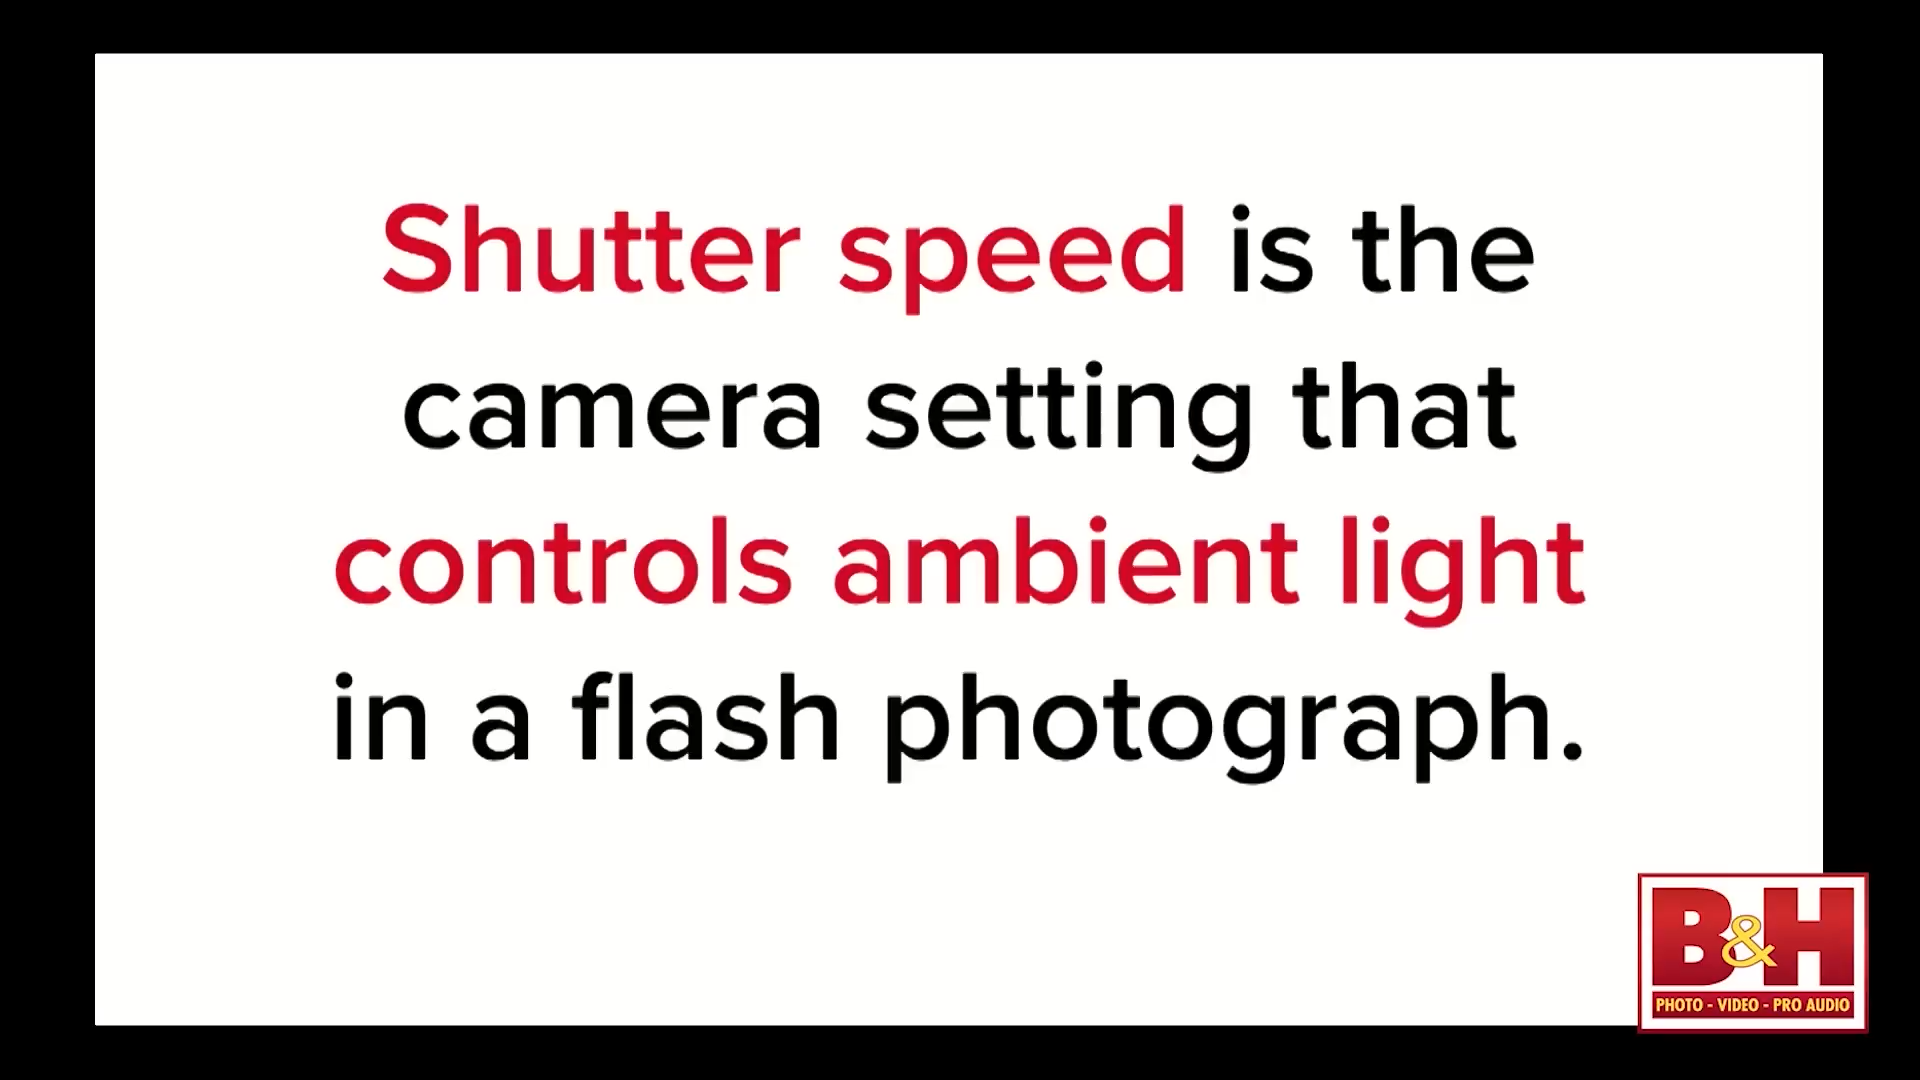 Shutter speed is the
camera setting that
controls ambient light
in a flash photograph.
B&H
PHOTO - VIDEO - PRO AUDIO